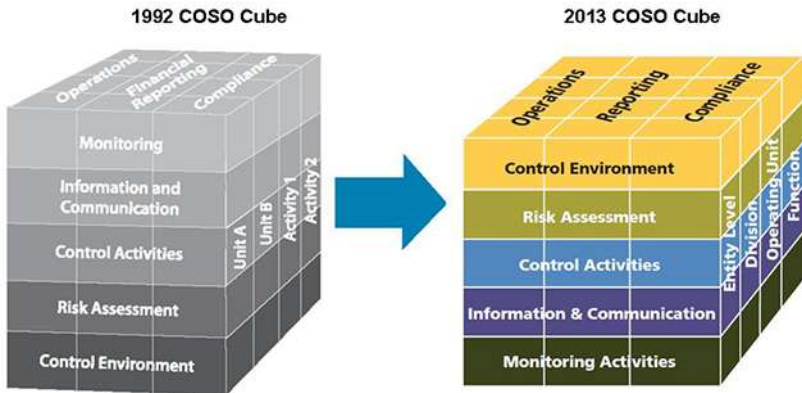 1992 COSO Cube
Operations
Financial
Reporting
Compliance
Monitoring
Information and
Communication
Control Activities
Risk Assessment
Control Environment
Unit A
Unit B
Activity 1
Activity 2
2013 COSO Cube
Operations
Reporting
Compliance
Control Environment
Risk Assessment
Control Activities
Information & Communication
Monitoring Activities
Entity Level
Division
Operating Unit
Function